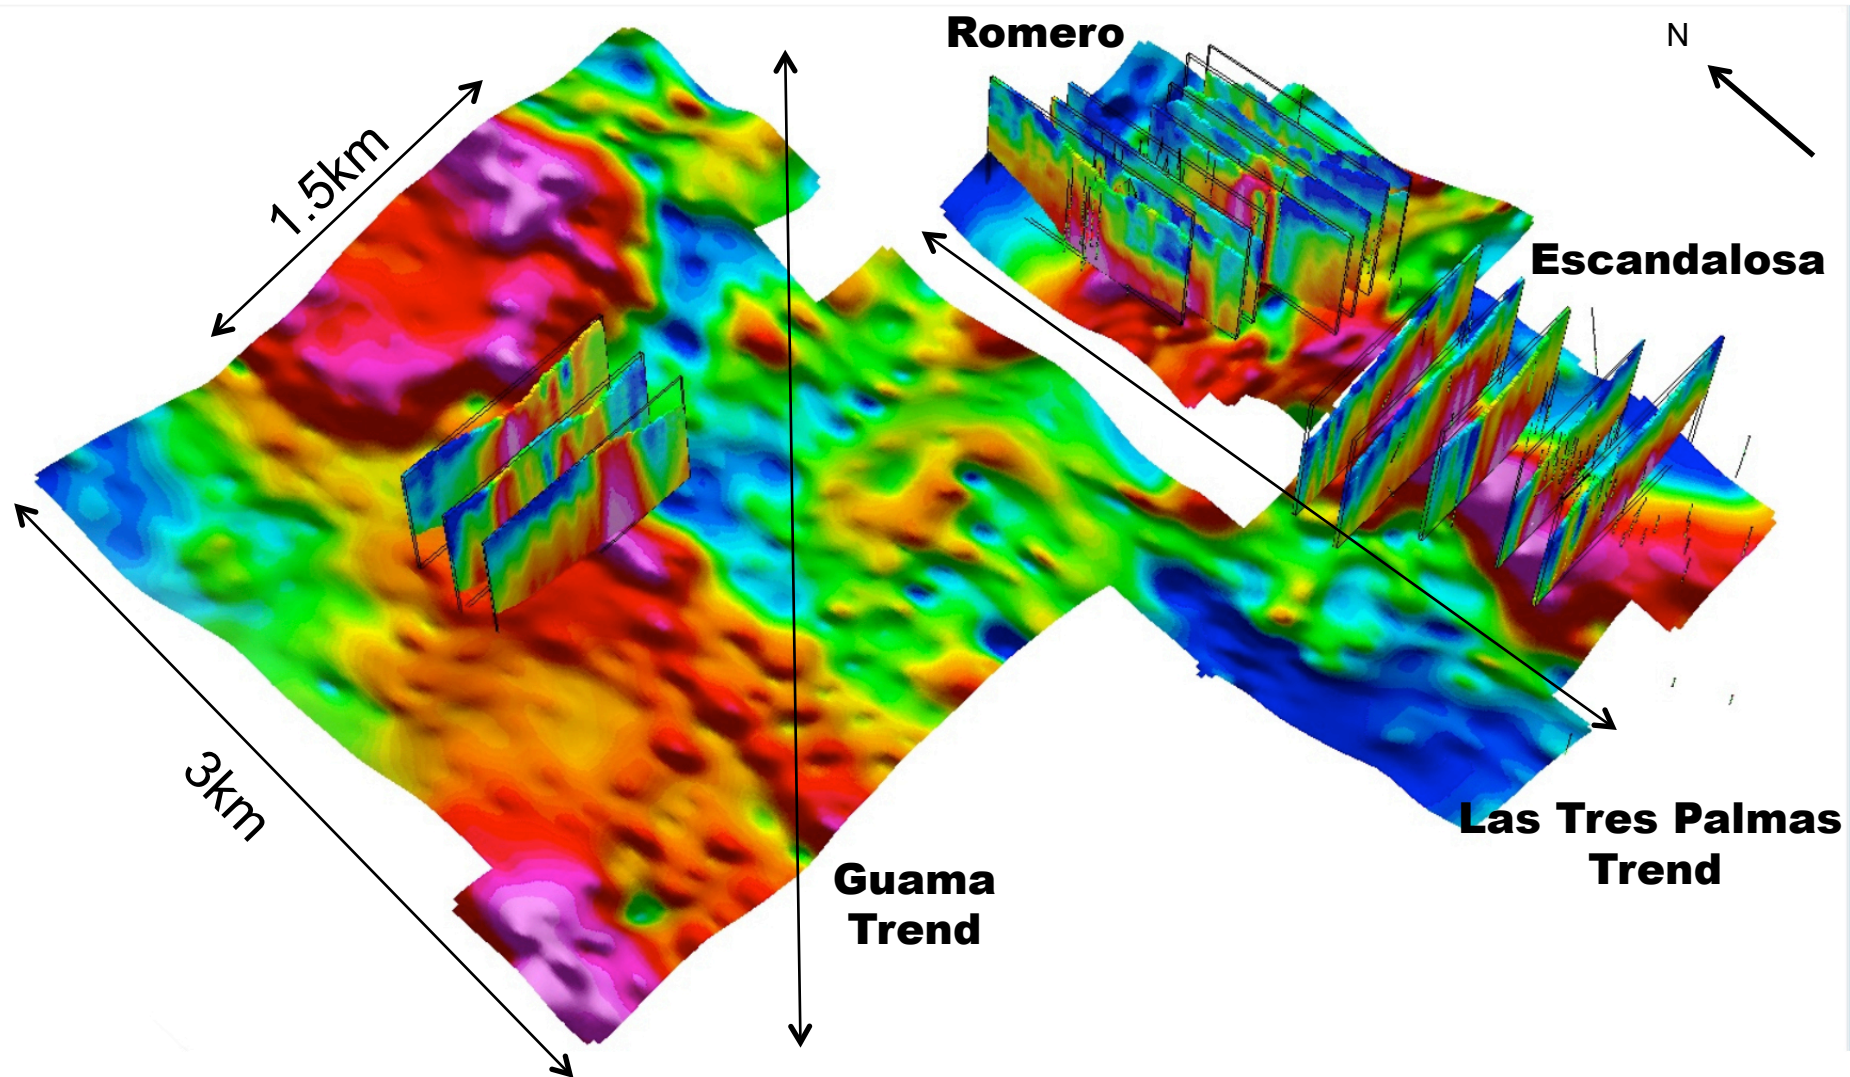 Romero
N
1.5km
Escandalosa
3km
Las Tres Palmas
Trend
Guama
Trend